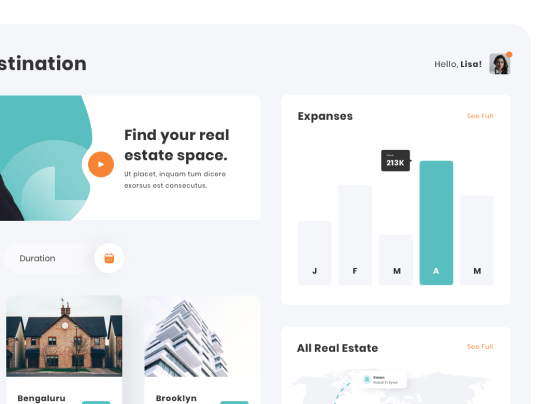 stination
Hello, Lisa!
Find your real
estate space.
Ut placet, inquam tum dicere
exorsus est consecutus.
Duration
Bengaluru
Brooklyn
Expanses
See Full
213K
J F M A M
All Real Estate
See Full